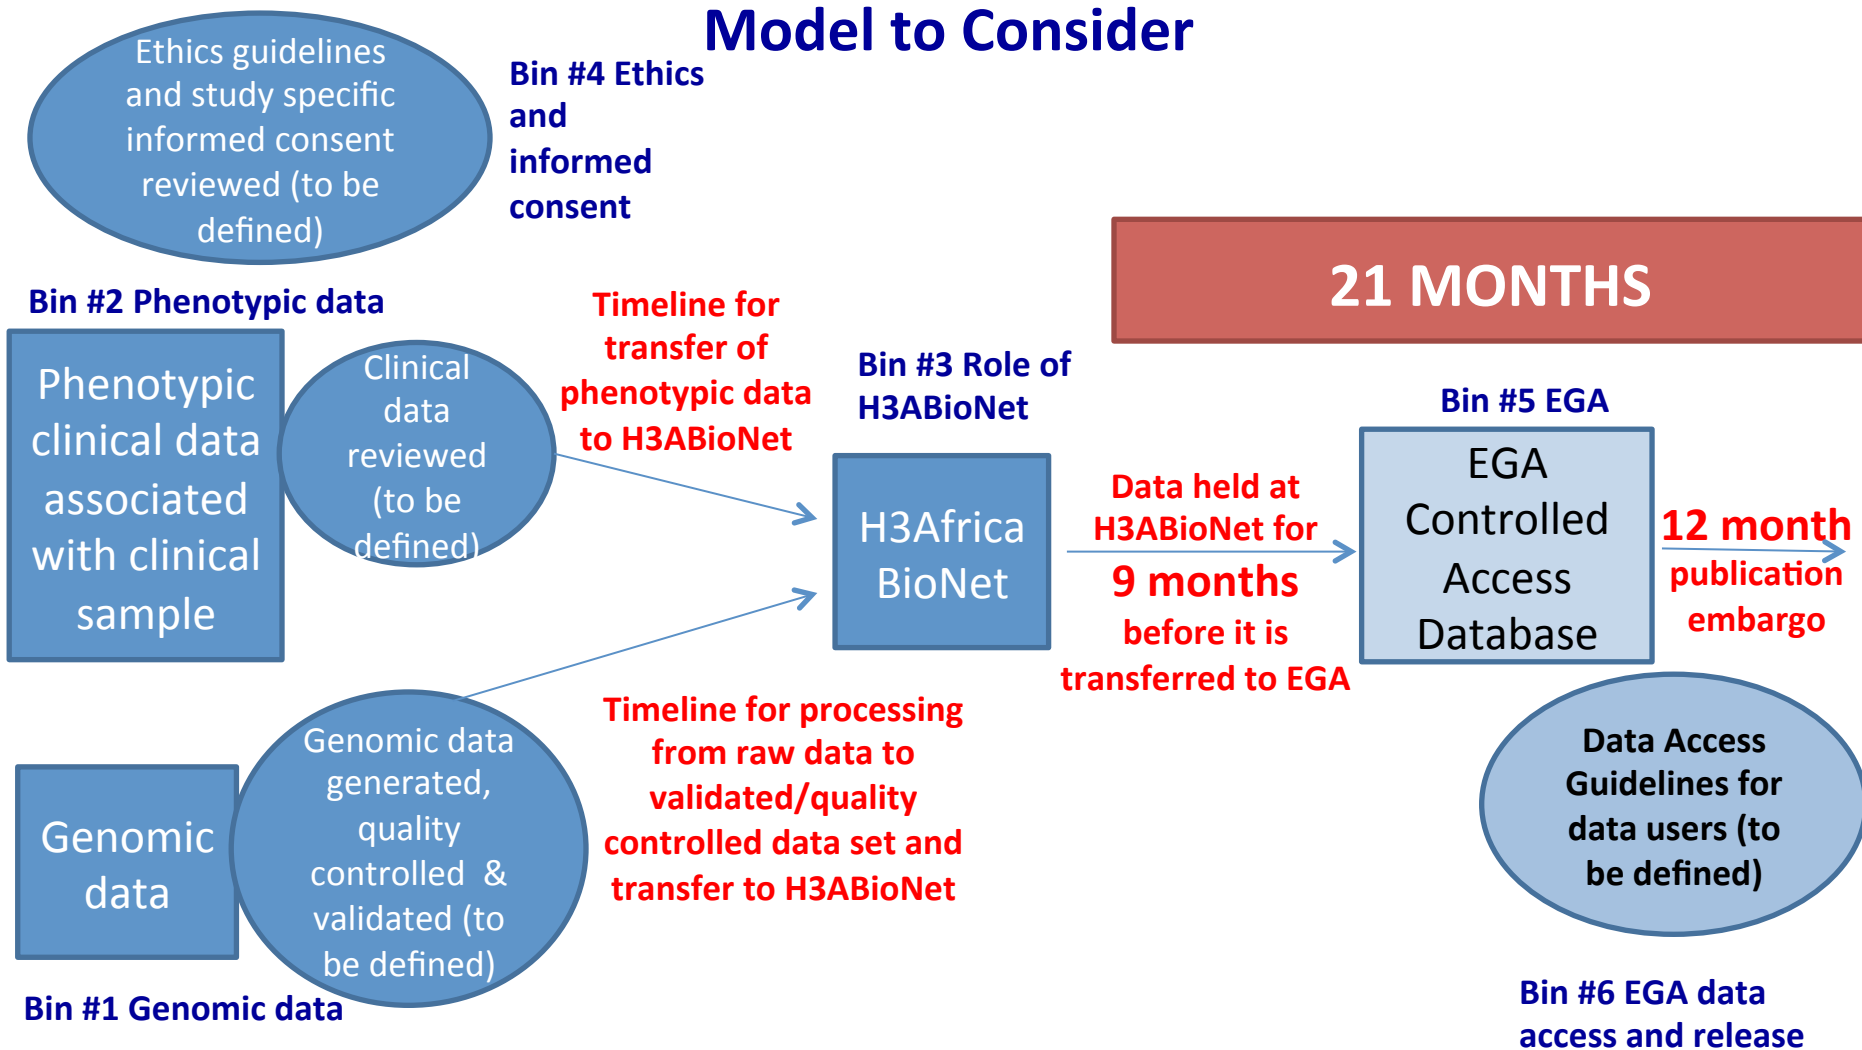 Model to Consider
Ethics guidelines
and study specific
informed consent
reviewed (to be
defined)
Bin #4 Ethics
and
informed
consent
21 MONTHS
Bin #2 Phenotypic data
Phenotypic
clinical data
associated
with clinical
sample
Clinical
data
reviewed
(to be
defined)
Timeline for
transfer of
phenotypic data
to H3ABioNet
Bin #3 Role of
H3ABioNet
H3Africa
BioNet
Data held at
H3ABioNet for
9 months
before it is
transferred to EGA
Bin #5 EGA
EGA
Controlled
Access
Database
12 month
publication
embargo
Genomic
data
Genomic data
generated,
quality
controlled &
validated (to
be defined)
Timeline for processing
from raw data to
validated/quality
controlled data set and
transfer to H3ABioNet
Data Access
Guidelines for
data users (to
be defined)
Bin #1 Genomic data
Bin #6 EGA data
access and release